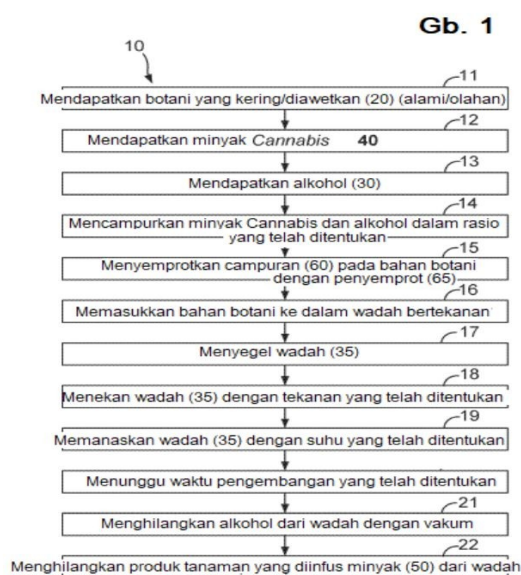 Gb. 1
10
11
Mendapatkan botani yang kering/diawetkan (20) (alami/olahan)
12
Mendapatkan minyak Cannabis 40
13
Mendapatkan alkohol (30)
14
Mencampurkan minyak Cannabis dan alkohol dalam rasio
yang telah ditentukan
15
Menyemprotkan campuran (60) pada bahan botani
dengan penyemprot (65)
16
Memasukkan bahan botani ke dalam wadah bertekanan
17
Menyegel wadah (35)
18
Menekan wadah (35) dengan tekanan yang telah ditentukan
19
Memanaskan wadah (35) dengan suhu yang telah ditentukan
Menunggu waktu pengembangan yang telah ditentukan
21
Menghilangkan alkohol dari wadah dengan vakum
22
Menghilangkan produk tanaman yang diinfus minyak (50) dari wadah